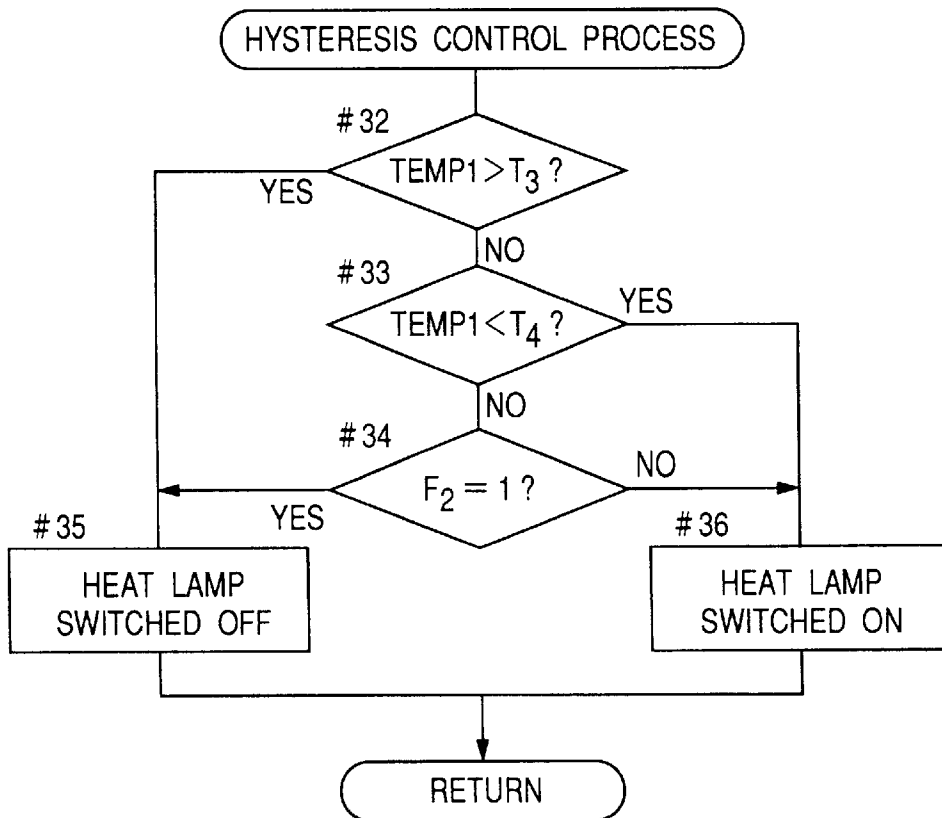 HYSTERESIS CONTROL PROCESS
#32
TEMP1>T3?
YES
NO
#33
TEMP1<T4?
YES
NO
#34
F2=1?
YES
NO
#35
HEAT LAMP
SWITCHED OFF
#36
HEAT LAMP
SWITCHED ON
RETURN